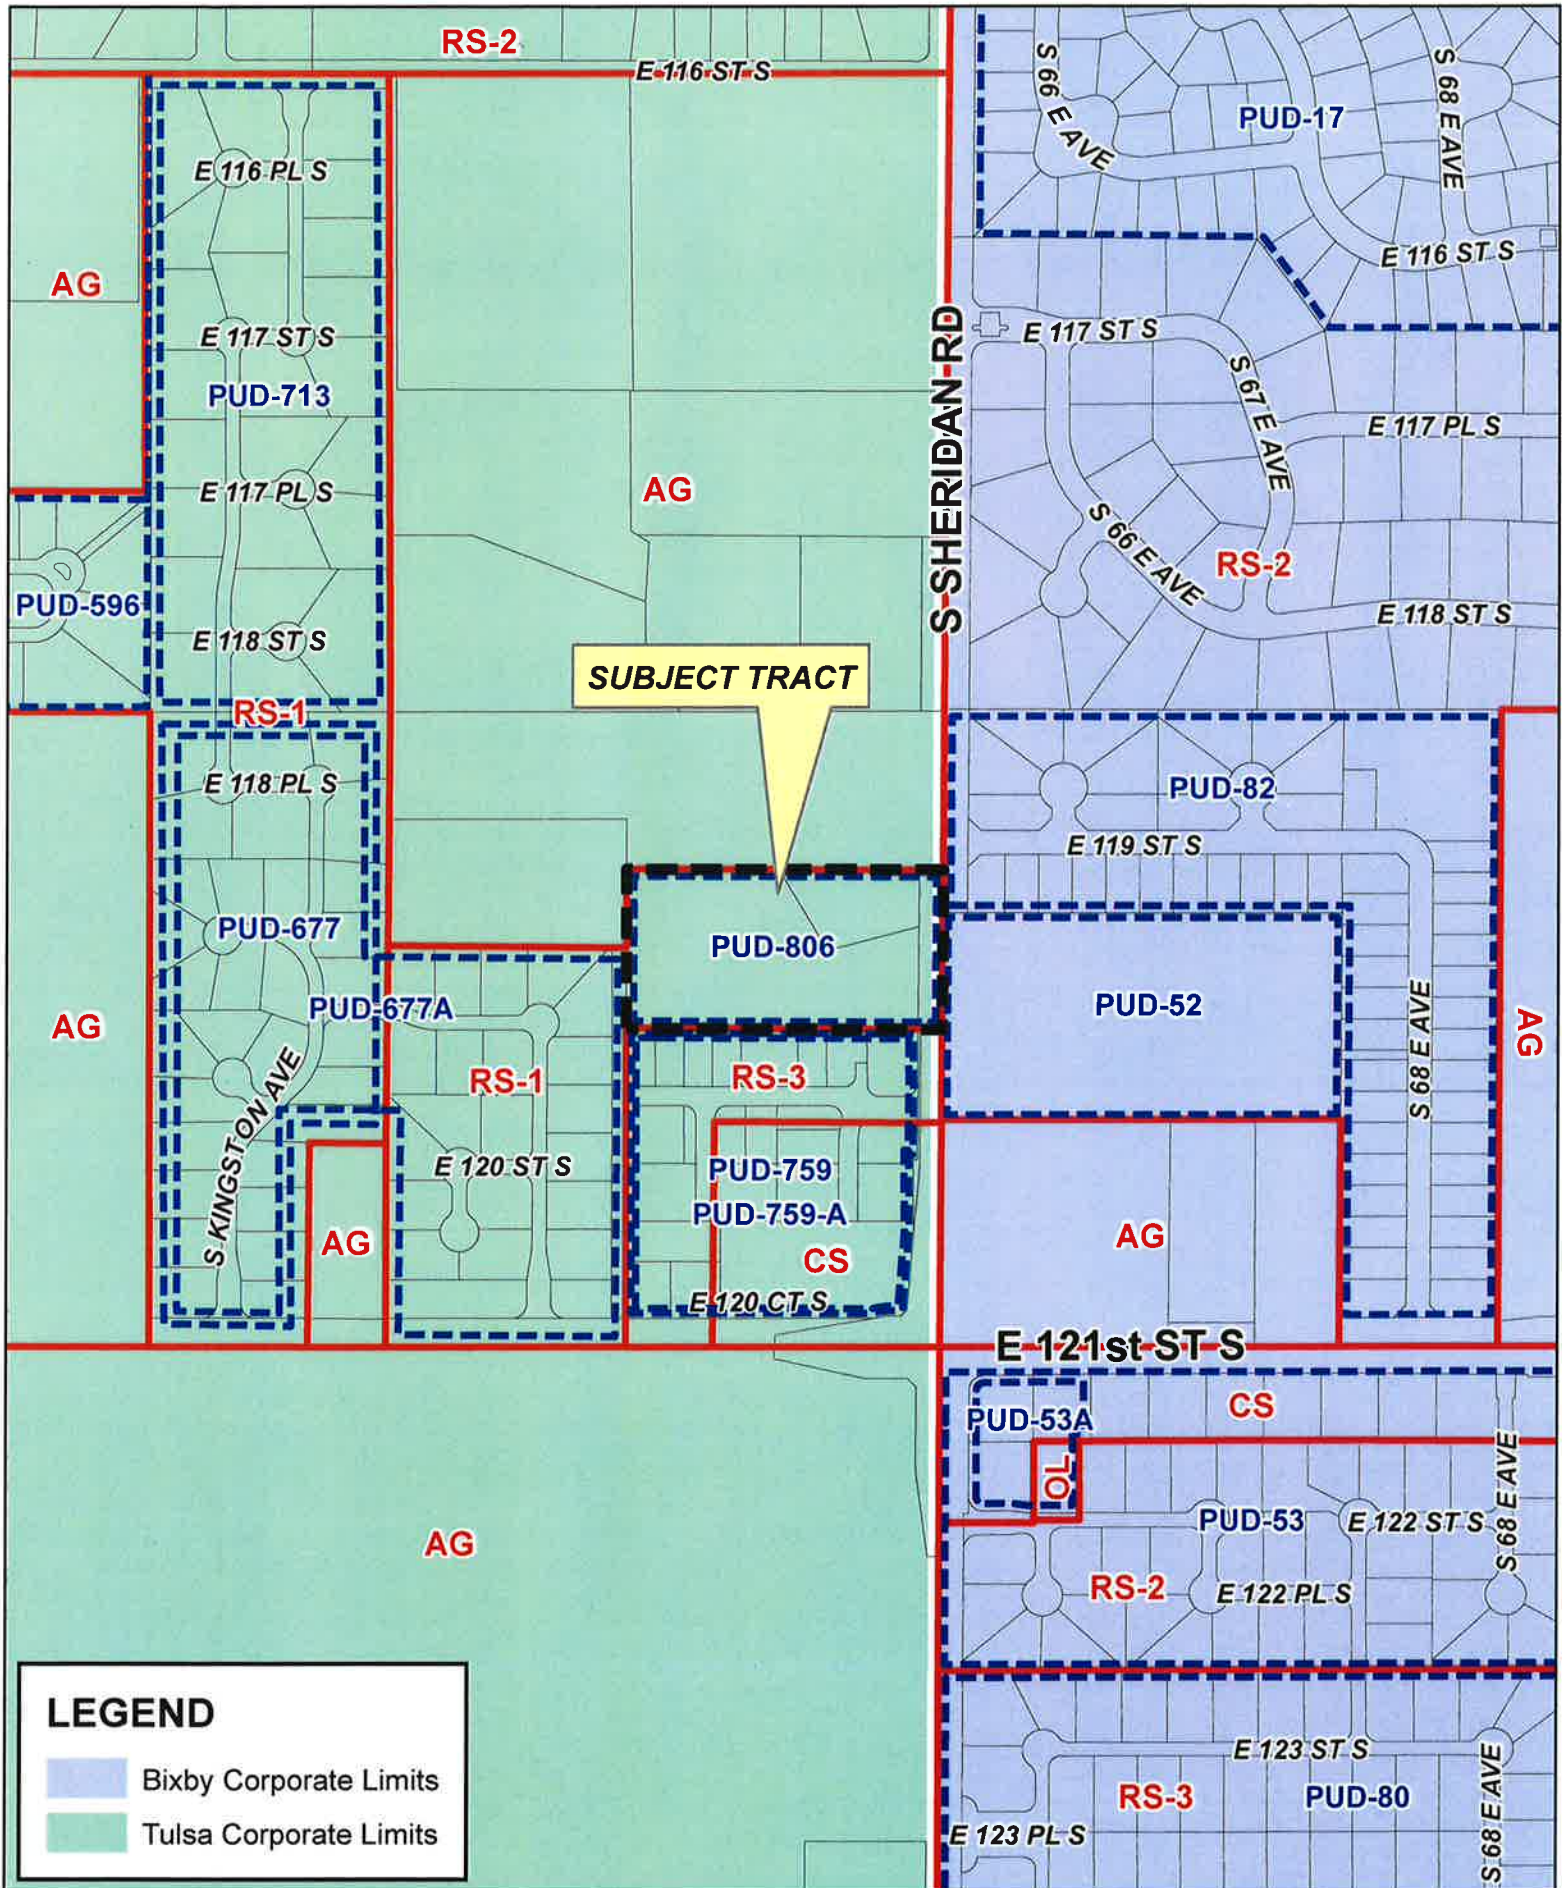 RS-2
E 116 ST S
S 66 E AVE
PUD-17
S 68 E AVE
E 116 PL S
E 116 ST S
AG
E 117 ST S
PUD-713
S SHERIDAN RD
E 117 ST S
S 67 E AVE
E 117 PL S
E 117 PL S
AG
S 66 E AVE
RS-2
PUD-596
E 118 ST S
E 118 ST S
SUBJECT TRACT
RS-1
E 118 PL S
PUD-82
E 119 ST S
PUD-677
PUD-806
PUD-677A
PUD-52
AG
S 68 E AVE
AG
S KINGSTON AVE
RS-1
RS-3
E 120 ST S
PUD-759
PUD-759-A
AG
CS
AG
E 120 CT S
E 121st ST S
PUD-53A
CS
OL
S 68 E AVE
AG
PUD-53
E 122 ST S
RS-2
E 122 PL S
LEGEND
Bixby Corporate Limits
Tulsa Corporate Limits
E 123 ST S
RS-3
PUD-80
S 68 E AVE
E 123 PL S